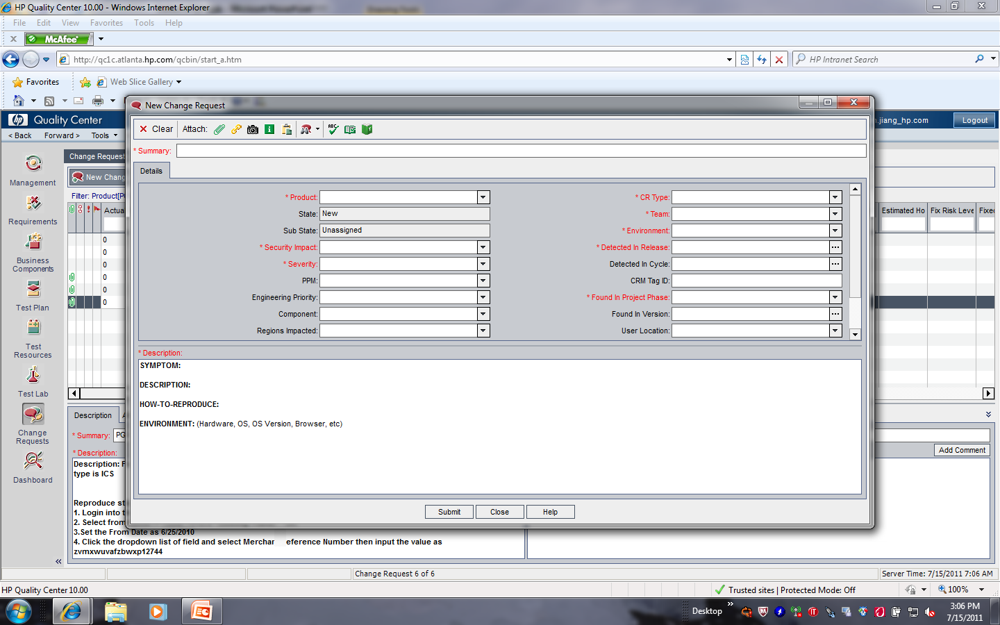 HP Quality Center 10.00 - Windows Internet Explorer
File Edit View Favorites Tools Help
x McAfee
http://qc1c.atlanta.hp.com/qcbin/start_a.htm HP Intranet Search
Favorites Web Slice Gallery
New Change Request
hp Quality Center .jiang_hp.com Logout
< Back Forward > Tools
Clear Attach: ABC
* Summary:
Change Request
Details
New Chang
Filter: Product[P
Actua Estimated Ho Fix Risk Leve Fixed
Management
Requirements
Business
Components
Test Plan
Test
Resources
Test Lab
Change
Requests
Dashboard
0
0
0
0
0
0
* Product: * CR Type:
State: New * Team:
Sub State: Unassigned * Environment:
* Security Impact: * Detected In Release: ...
* Severity: Detected In Cycle: ...
PPM: CRM Tag ID:
Engineering Priority: * Found In Project Phase:
Component: Found In Version: ...
Regions Impacted: User Location:
* Description:
SYMPTOM:
DESCRIPTION:
HOW-TO-REPRODUCE:
ENVIRONMENT: (Hardware, OS, OS Version, Browser, etc)
Submit Close Help
Description
* Summary: PG
* Description: Add Comment
Description: F
type is ICS
Reproduce st
1. Login into t
2. Select from
3.Set the From Date as 6/25/2010
4. Click the dropdown list of field and select Merchan eference Number then input the value as
zvmxwuvafzbwxp12744
Change Request 6 of 6 Server Time: 7/15/2011 7:06 AM
HP Quality Center 10.00 Trusted sites | Protected Mode: Off 100%
Desktop 3:06 PM
7/15/2011